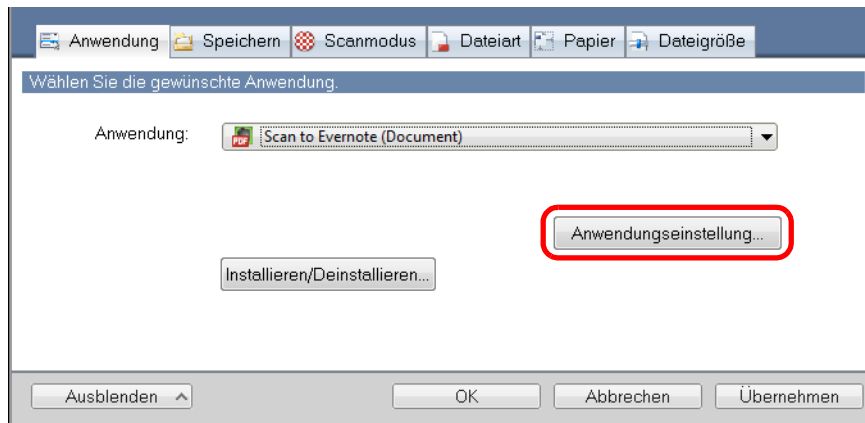 Anwendung Speichern Scanmodus Dateiart Papier Dateigröße
Wählen Sie die gewünschte Anwendung.
Anwendung: PDF Scan to Evernote (Document)
Anwendungseinstellung...
Installieren/Deinstallieren...
Ausblenden OK Abbrechen Übernehmen